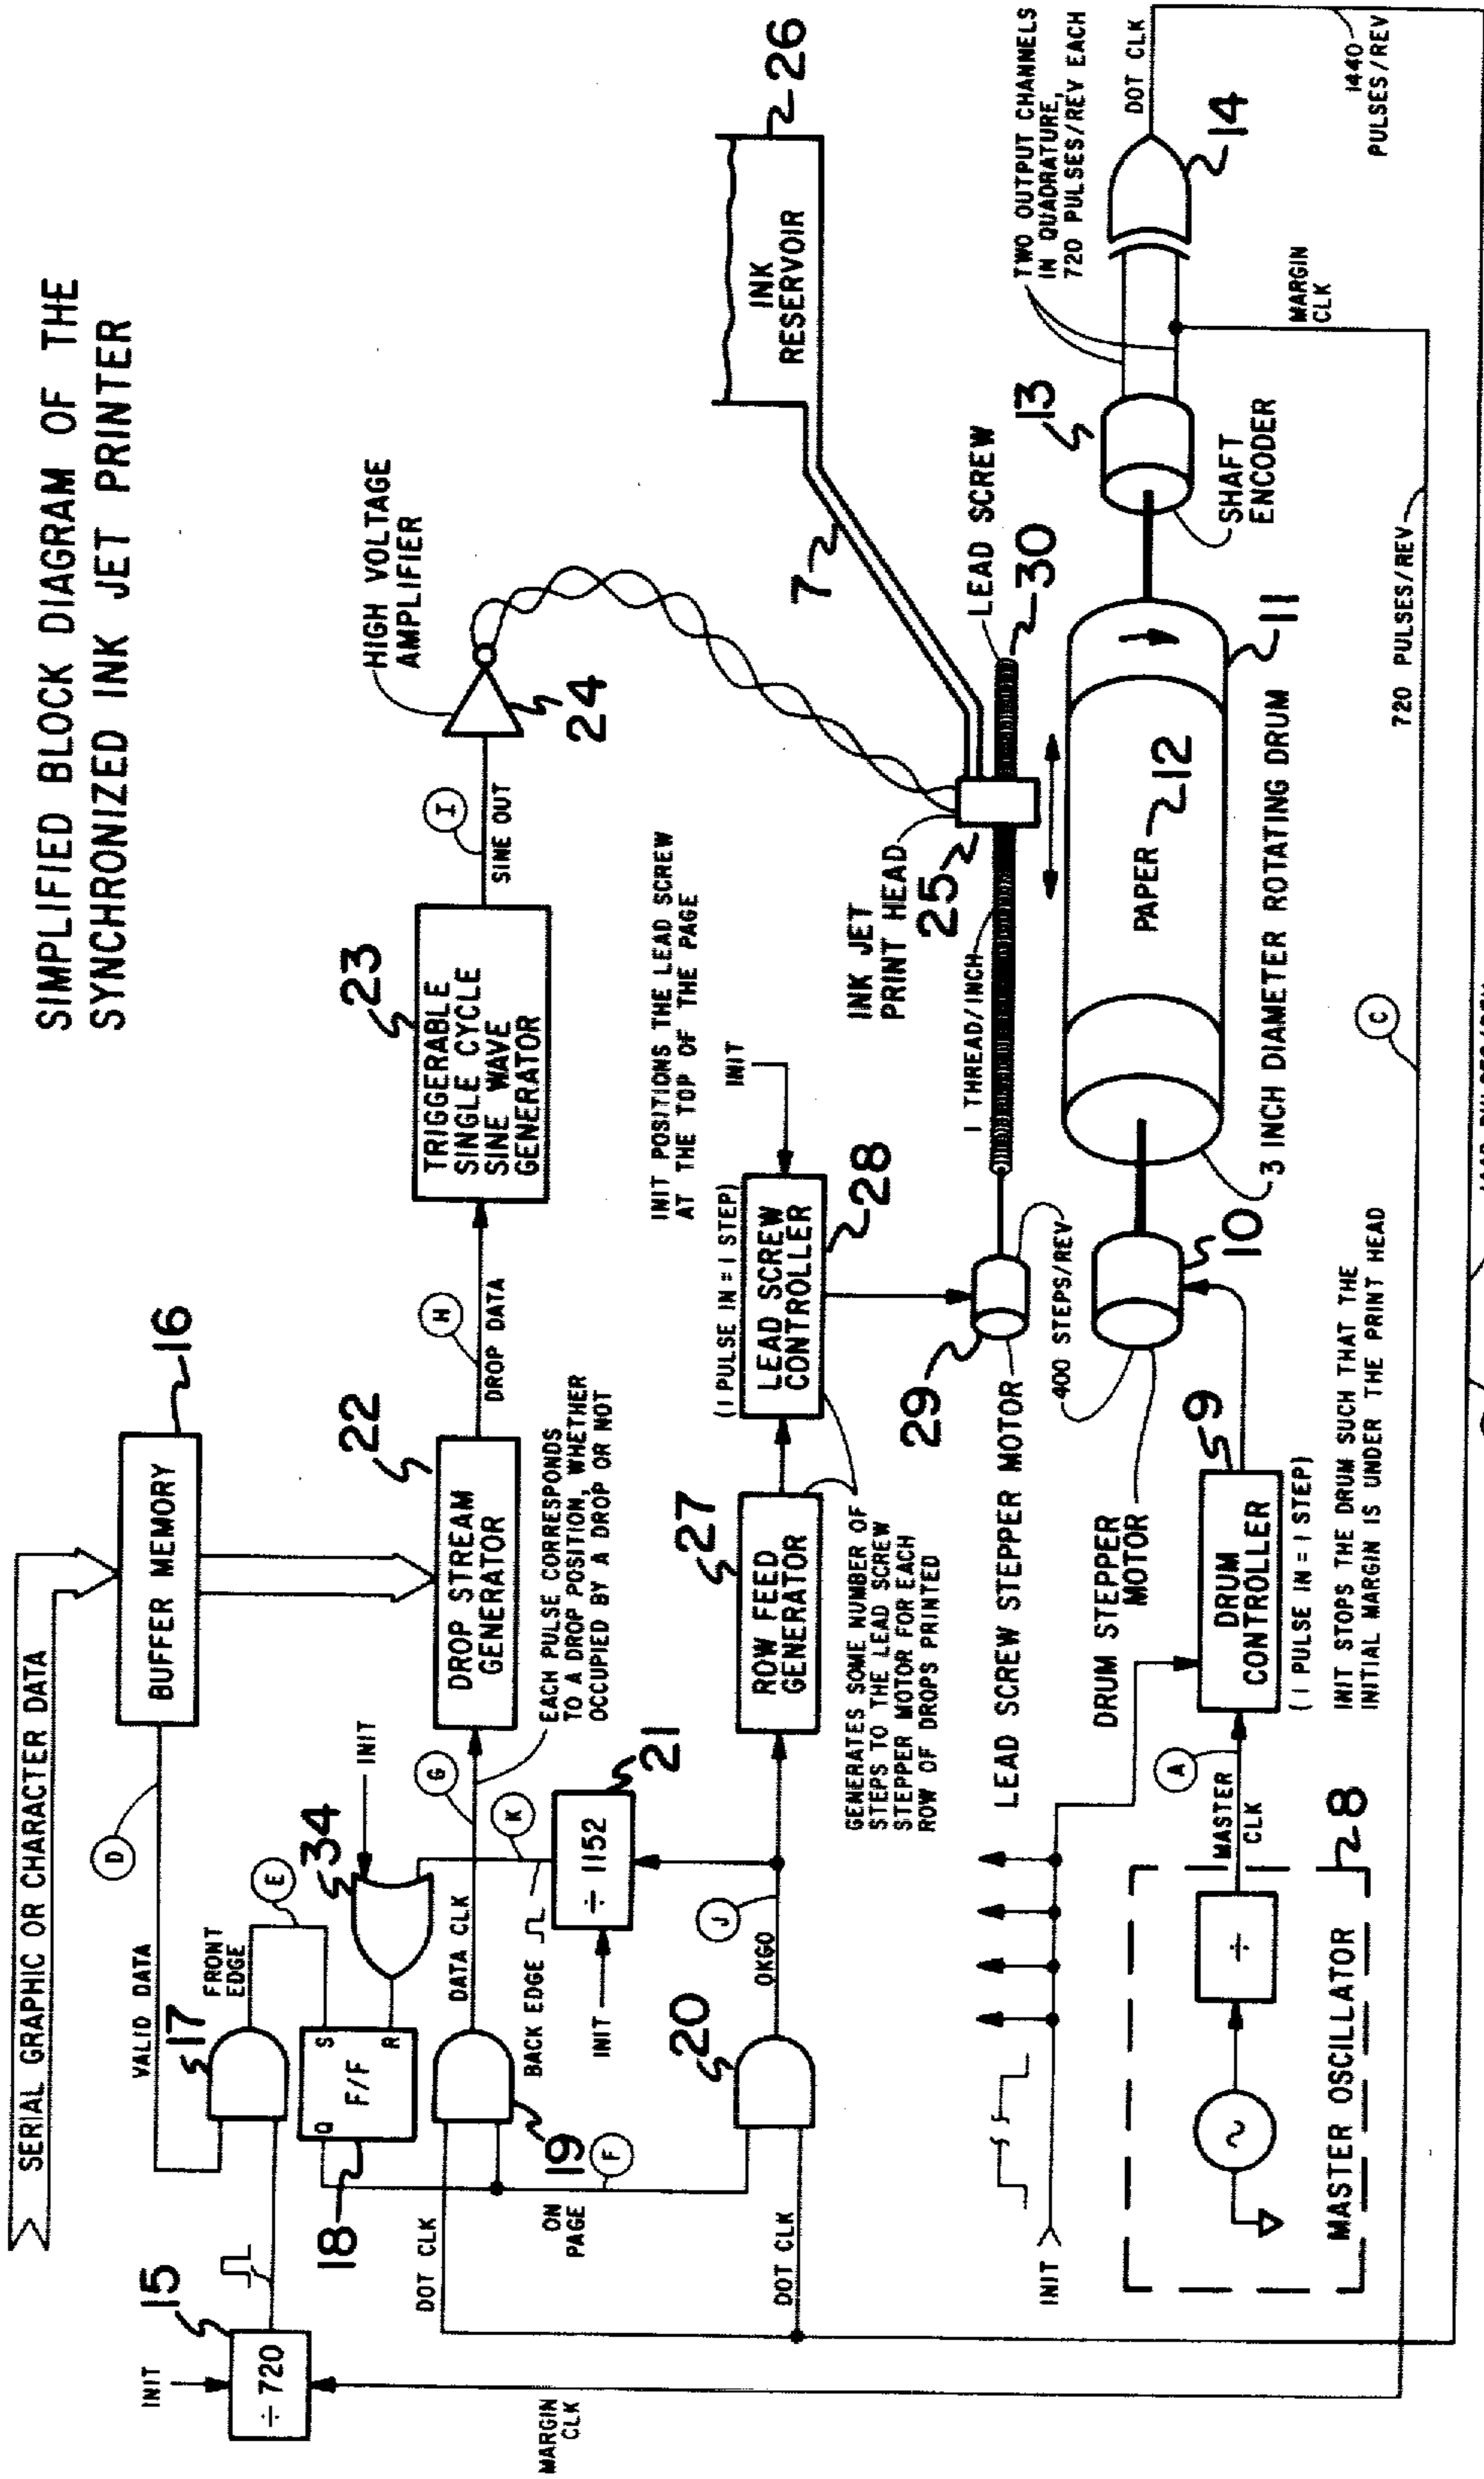 SIMPLIFIED BLOCK DIAGRAM OF THE
SYNCHRONIZED INK JET PRINTER
SERIAL GRAPHIC OR CHARACTER DATA
BUFFER MEMORY
16
D
VALID DATA
INIT
15
÷ 720
MARGIN
CLK
17
FRONT
EDGE
E
18
Q
F/F
S
R
34
INIT
DOT CLK
19
DATA CLK
G
DROP STREAM
GENERATOR
22
H
DROP DATA
TRIGGERABLE
SINGLE CYCLE
SINE WAVE
GENERATOR
23
I
SINE OUT
HIGH VOLTAGE
AMPLIFIER
24
EACH PULSE CORRESPONDS
TO A DROP POSITION, WHETHER
OCCUPIED BY A DROP OR NOT
ON
PAGE
F
BACK EDGE
K
INIT
÷ 1152
21
DOT CLK
20
OKGO
J
ROW FEED
GENERATOR
27
GENERATES SOME NUMBER OF
STEPS TO THE LEAD SCREW
STEPPER MOTOR FOR EACH
ROW OF DROPS PRINTED
INIT POSITIONS THE LEAD SCREW
AT THE TOP OF THE PAGE
INIT
(1 PULSE IN = 1 STEP)
LEAD SCREW
CONTROLLER
28
INK
RESERVOIR
26
7
INK JET
PRINT HEAD
25
1 THREAD/INCH
LEAD SCREW
30
29
LEAD SCREW STEPPER MOTOR
400 STEPS/REV
INIT
DRUM STEPPER
MOTOR
10
PAPER
12
11
3 INCH DIAMETER ROTATING DRUM
13
SHAFT
ENCODER
TWO OUTPUT CHANNELS
IN QUADRATURE,
720 PULSES/REV EACH
14
DOT CLK
MARGIN
CLK
1440
PULSES/REV
MASTER OSCILLATOR
~
÷
8
MASTER
CLK
A
DRUM
CONTROLLER
9
(1 PULSE IN = 1 STEP)
INIT STOPS THE DRUM SUCH THAT THE
INITIAL MARGIN IS UNDER THE PRINT HEAD
C
720 PULSES/REV